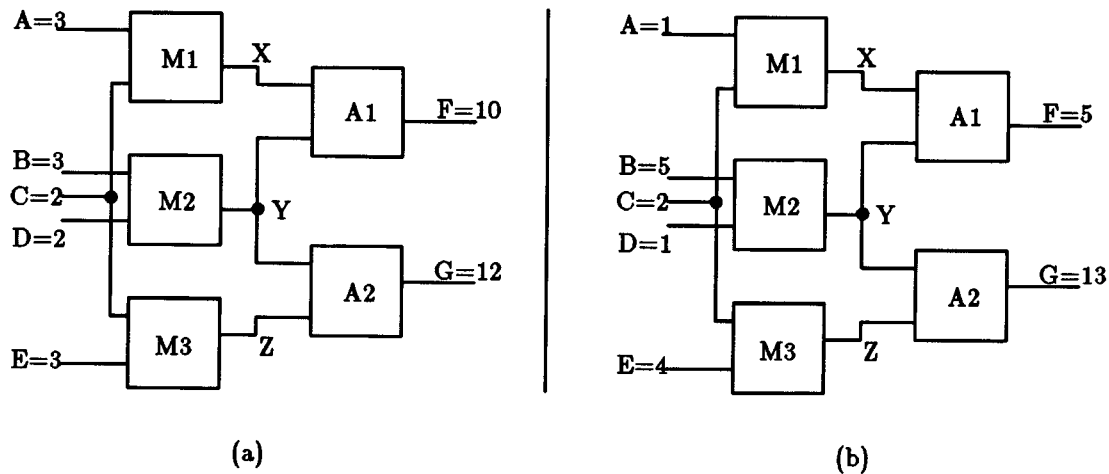 A=3
M1
X
A1
F=10
B=3
C=2
M2
Y
D=2
G=12
A2
M3
Z
E=3
(a)
A=1
M1
X
A1
F=5
B=5
C=2
M2
Y
D=1
G=13
A2
M3
Z
E=4
(b)